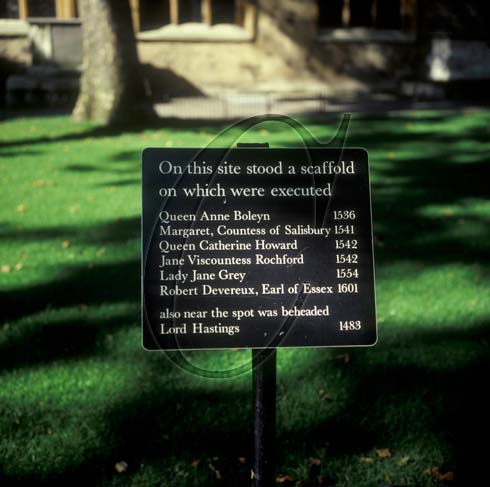 On this site stood a scaffold
on which were executed
Queen Anne Boleyn 1536
Margaret, Countess of Salisbury 1541
Queen Catherine Howard 1542
Jane Viscountess Rochford 1542
Lady Jane Grey 1554
Robert Devereux, Earl of Essex 1601
also near the spot was beheaded
Lord Hastings 1483